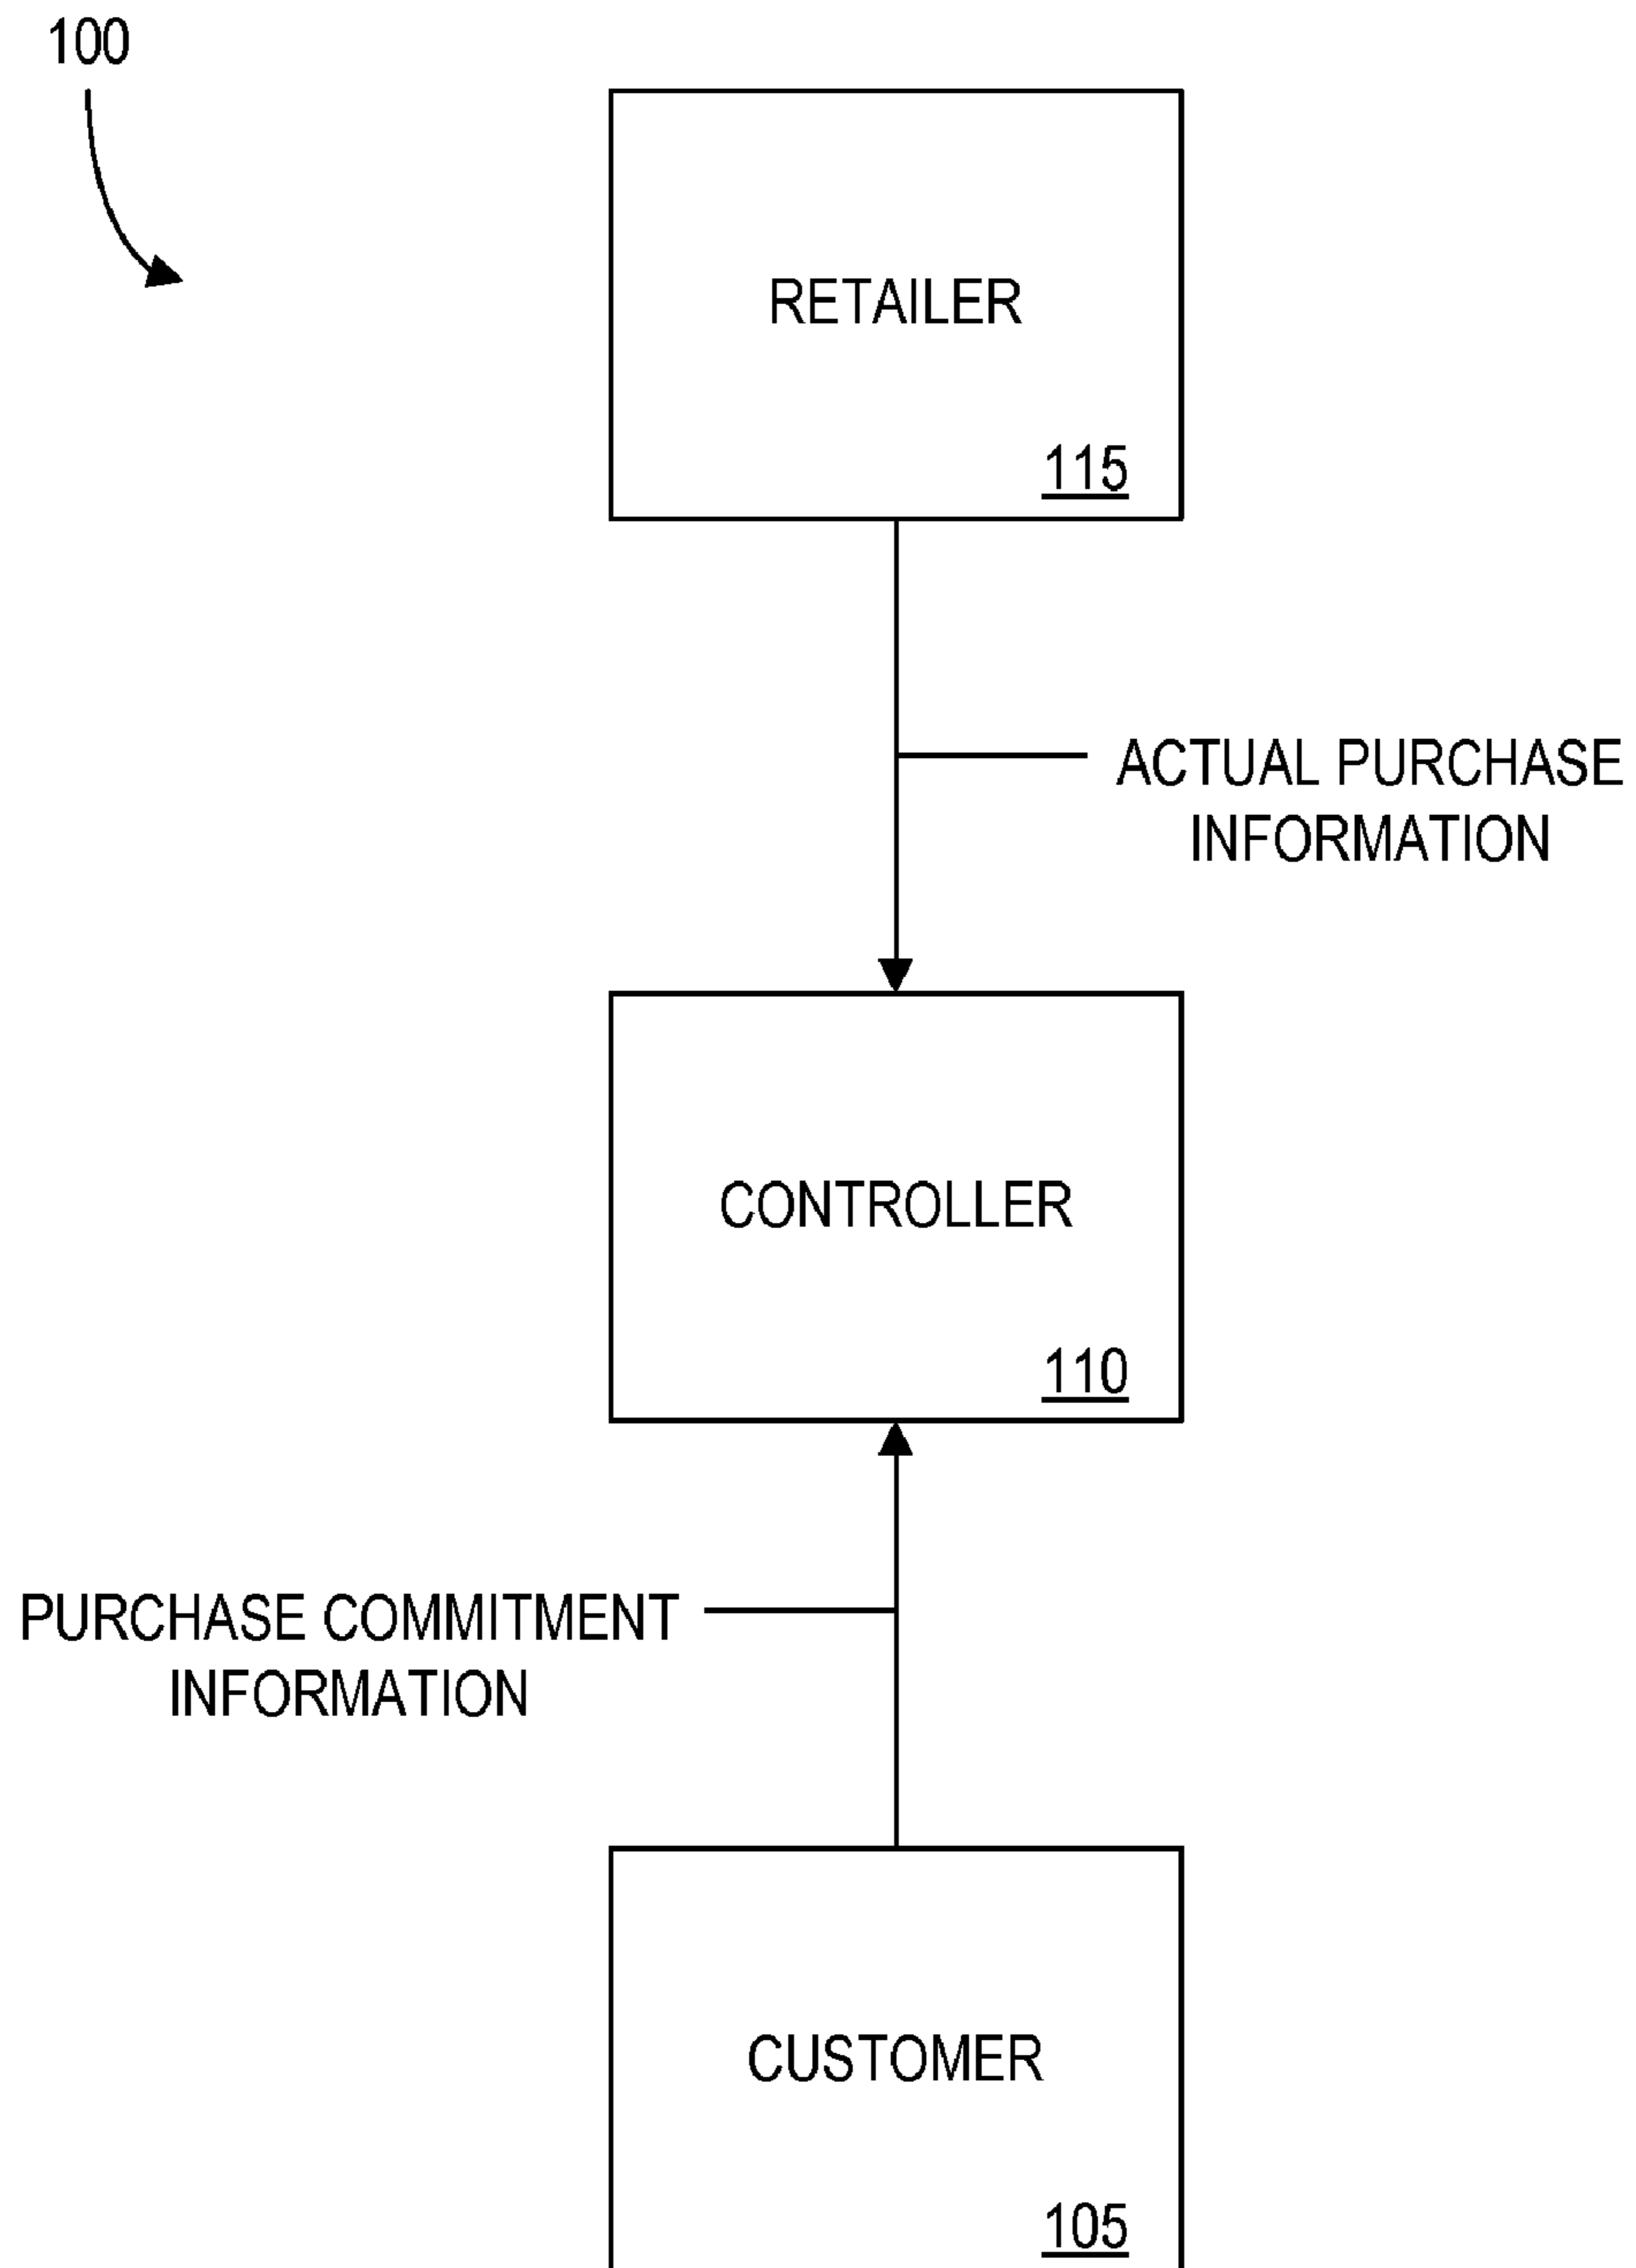 100
RETAILER
115
ACTUAL PURCHASE
INFORMATION
CONTROLLER
110
PURCHASE COMMITMENT
INFORMATION
CUSTOMER
105